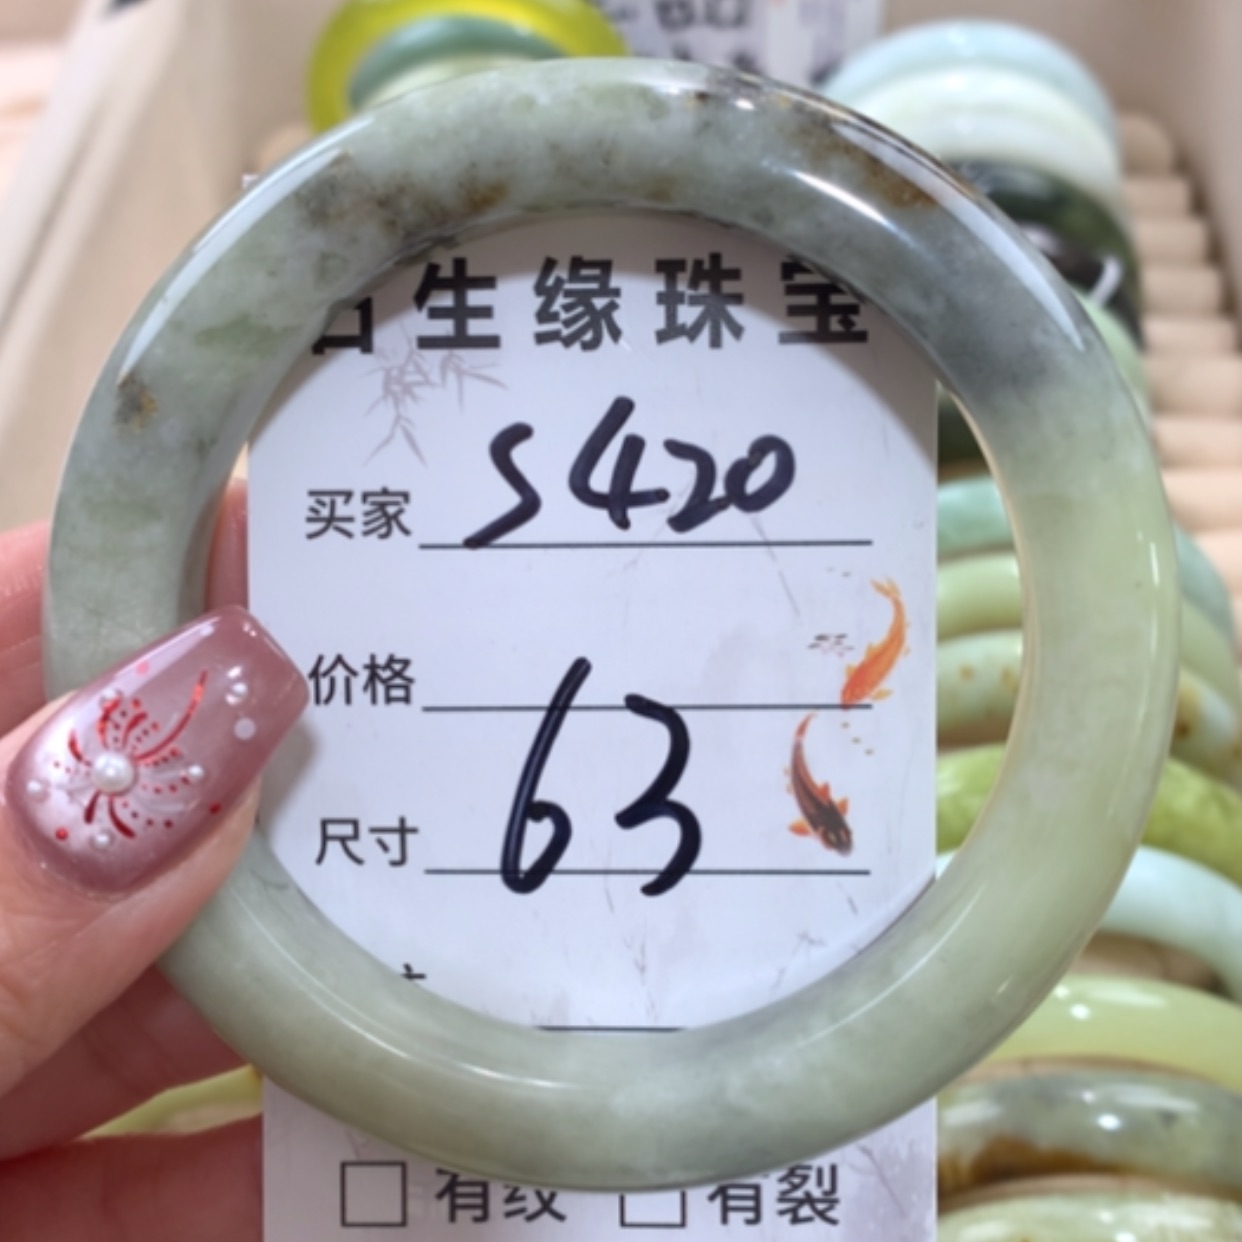 生缘珠宝
买家 S420
价格
尺寸 63
有纹 有裂